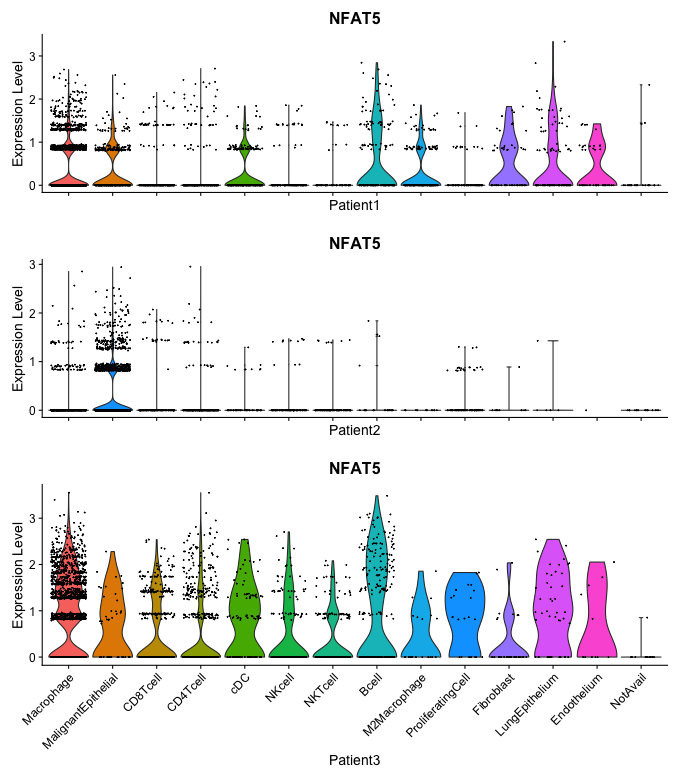 NFAT5
Expression Level
3
2
1
0
Patient1
NFAT5
Expression Level
3
2
1
0
Patient2
NFAT5
Expression Level
3
2
1
0
Macrophage
MalignantEpithelial
CD8Tcell
CD4Tcell
cDC
NKcell
NKTcell
Bcell
M2Macrophage
ProliferatingCell
Fibroblast
LungEpithelium
Endothelium
NotAvail
Patient3